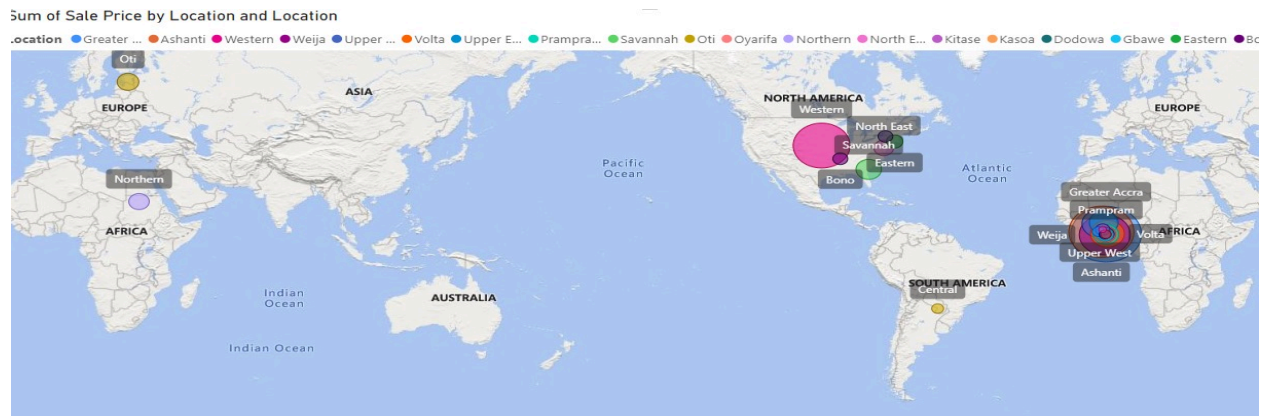 Sum of Sale Price by Location and Location
Location Greater ... Ashanti Western Weija Upper ... Volta Upper E... Prampra... Savannah Oti Oyarifa Northern North E... Kitase Kasoa Dodowa Gbawe Eastern Bo
Oti
EUROPE
ASIA
NORTH AMERICA
Western
EUROPE
North East
Savannah
Eastern
Bono
Pacific
Ocean
Atlantic
Ocean
Northern
AFRICA
Greater Accra
Prampram
Weija
Volta
AFRICA
Upper West
Ashanti
Indian
Ocean
AUSTRALIA
SOUTH AMERICA
Central
Indian Ocean